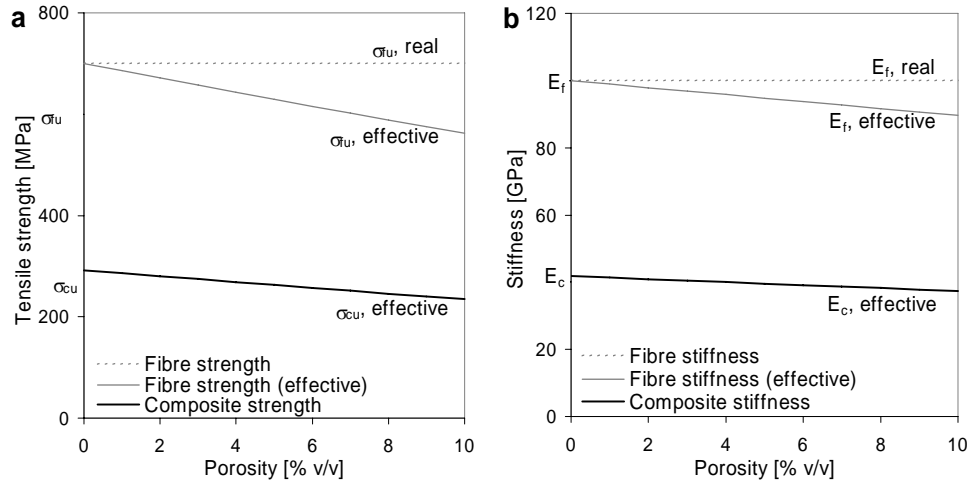 a
800
σfu, real
σfu
σfu, effective
Tensile strength [MPa]
400
σcu
σcu, effective
200
Fibre strength
Fibre strength (effective)
Composite strength
0
0 2 4 6 8 10
Porosity [% v/v]
b
120
Ef, real
Ef
Ef, effective
80
Stiffness [GPa]
60
Ec
Ec, effective
20
Fibre stiffness
Fibre stiffness (effective)
Composite stiffness
0
0 2 4 6 8 10
Porosity [% v/v]